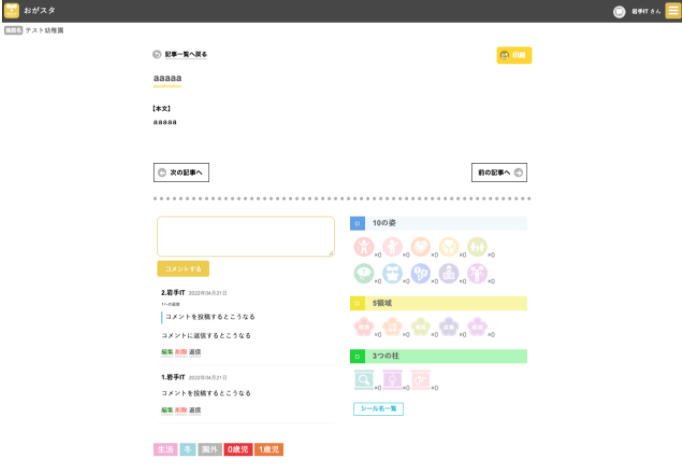 おがスタ
岩手IT さん
施設名 テスト幼稚園
記事一覧へ戻る
印刷
aaaaa
【本文】
aaaaa
次の記事へ
前の記事へ
コメントする
2.岩手IT 2022年04月21日
1への返信
コメントを投稿するとこうなる
コメントに返信するとこうなる
編集 削除 返信
1.岩手IT 2022年04月21日
コメントを投稿するとこうなる
編集 削除 返信
10の姿
×0 ×0 ×0 ×0 ×0
×0 ×0 ×0 ×0 ×0
5領域
×0 ×0 ×0 ×0 ×0
3つの柱
×0 ×0 ×0
シール名一覧
生活 冬 園外 0歳児 1歳児